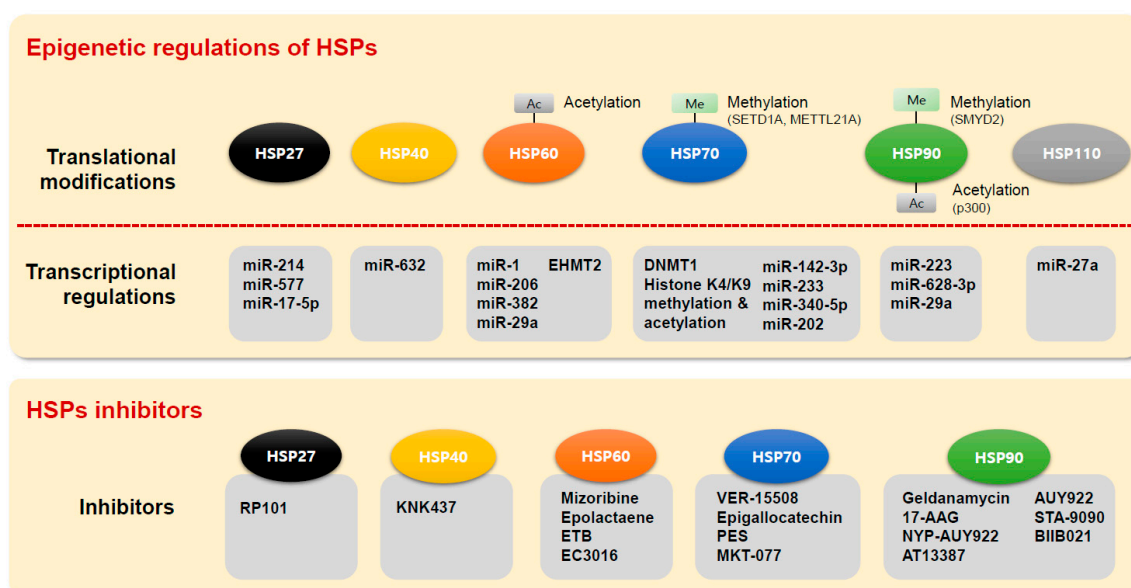 Epigenetic regulations of HSPs
Ac
Acetylation
Me
Methylation
(SETD1A, METTL21A)
Me
Methylation
(SMYD2)
Translational
modifications
HSP27
HSP40
HSP60
HSP70
HSP90
HSP110
Ac
Acetylation
(p300)
Transcriptional
regulations
miR-214
miR-577
miR-17-5p
miR-632
miR-1
miR-206
miR-382
miR-29a
EHMT2
DNMT1
Histone K4/K9
methylation &
acetylation
miR-142-3p
miR-233
miR-340-5p
miR-202
miR-223
miR-628-3p
miR-29a
miR-27a
HSPs inhibitors
Inhibitors
HSP27
RP101
HSP40
KNK437
HSP60
Mizoribine
Epolactaene
ETB
EC3016
HSP70
VER-15508
Epigallocatechin
PES
MKT-077
HSP90
Geldanamycin
17-AAG
NYP-AUY922
AT13387
AUY922
STA-9090
BIIB021